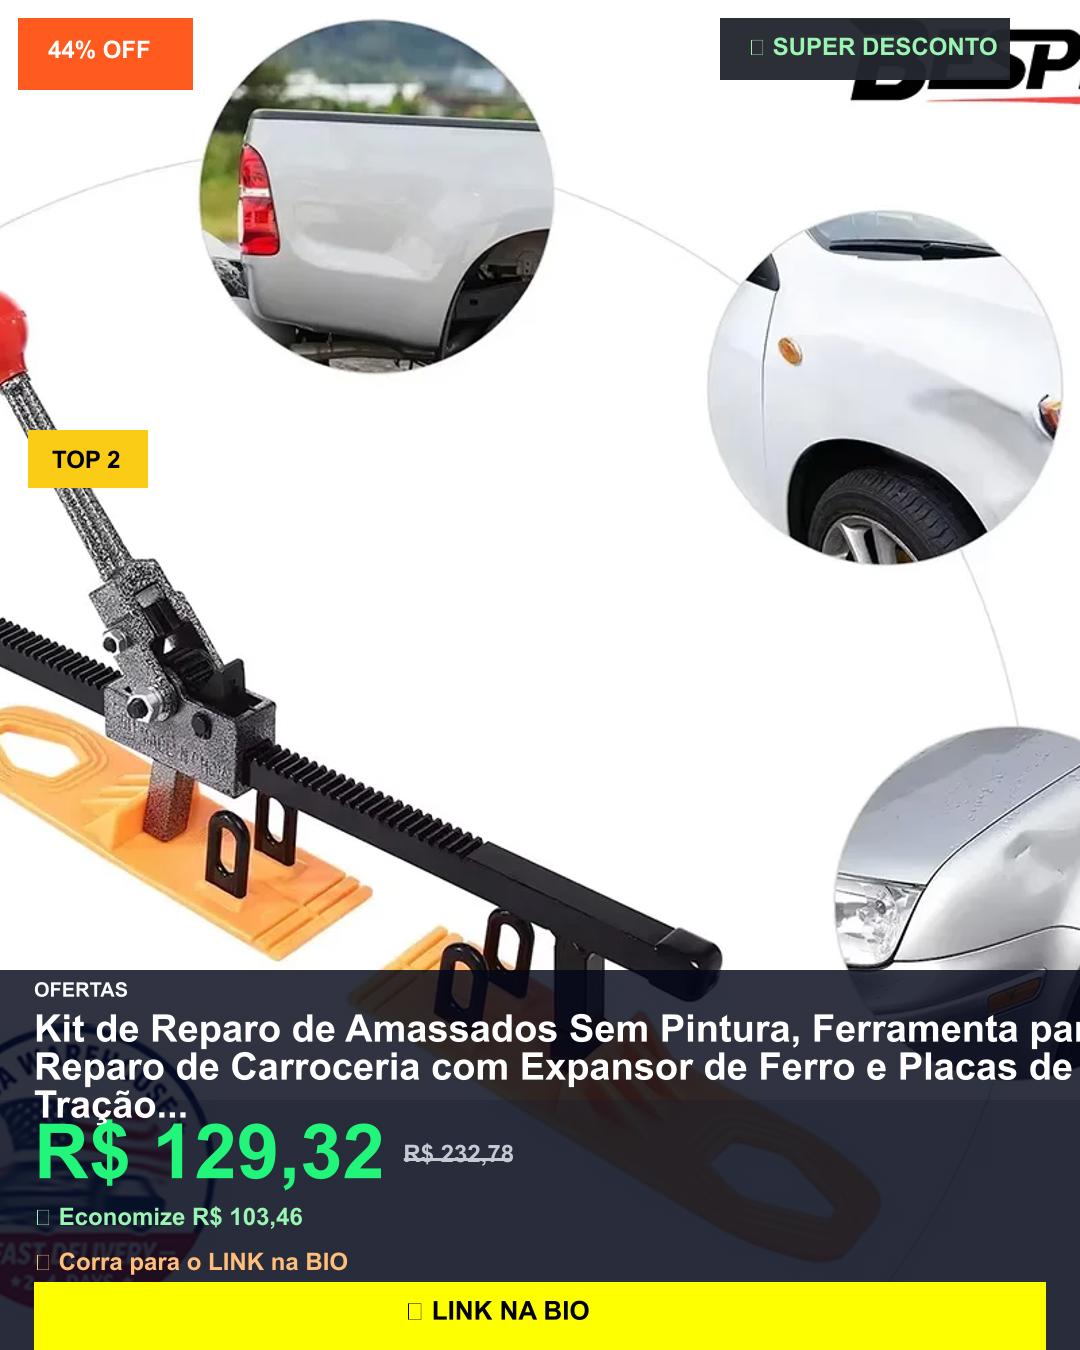 44% OFF
SUPER DESCONTO
TOP 2
OFERTAS
Kit de Reparo de Amassados Sem Pintura, Ferramenta par
Reparo de Carroceria com Expansor de Ferro e Placas de
Tração...
R$ 129,32 R$ 232,78
Economize R$ 103,46
Corra para o LINK na BIO
FAST DELIVERY
LINK NA BIO